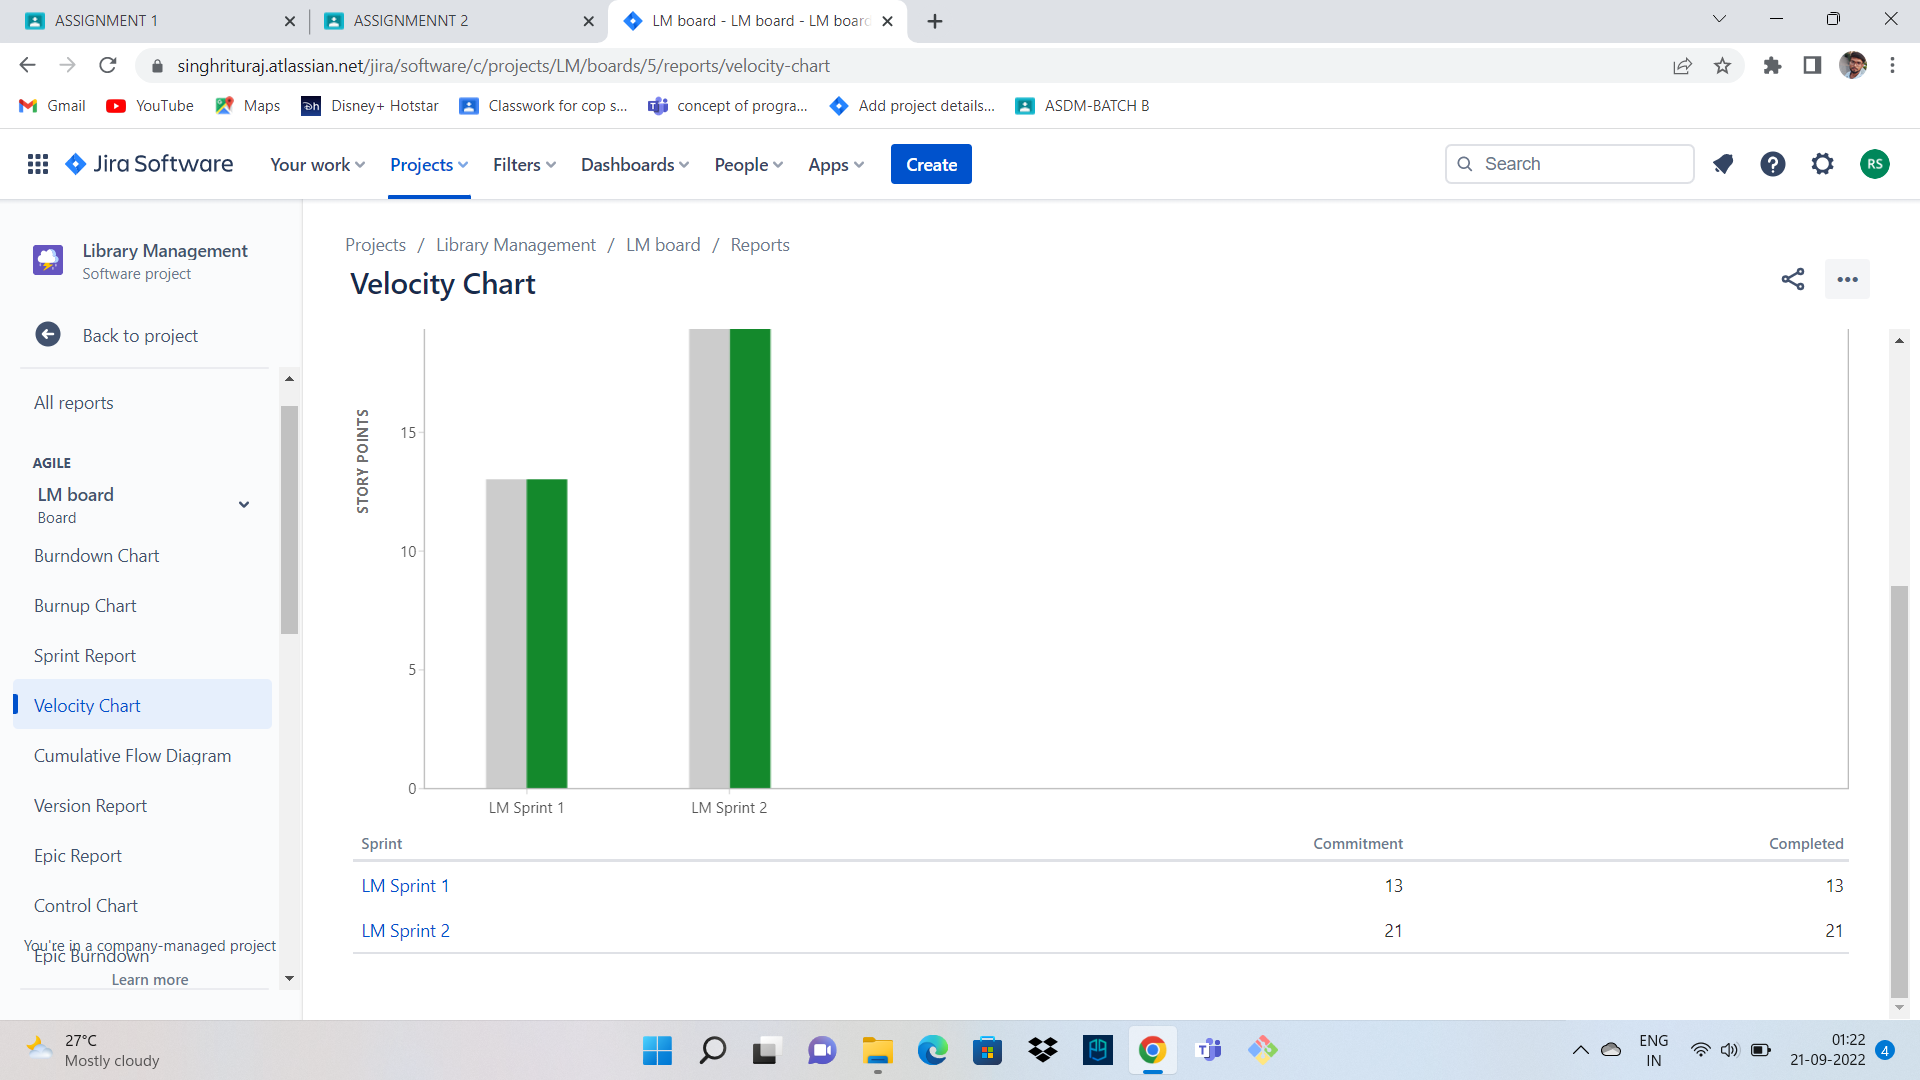 ASSIGNMENT 1
ASSIGNMENNT 2
LM board - LM board - LM board
singhrituraj.atlassian.net/jira/software/c/projects/LM/boards/5/reports/velocity-chart
Gmail
YouTube
Maps
Disney+ Hotstar
Classwork for cop s...
concept of progra...
Add project details...
ASDM-BATCH B
Jira Software
Your work
Projects
Filters
Dashboards
People
Apps
Create
Search
RS
Library Management
Software project
Back to project
All reports
AGILE
LM board
Board
Burndown Chart
Burnup Chart
Sprint Report
Velocity Chart
Cumulative Flow Diagram
Version Report
Epic Report
Control Chart
You're in a company-managed project
Epic Burndown
Learn more
Projects / Library Management / LM board / Reports
Velocity Chart
STORY POINTS
15
10
5
0
LM Sprint 1
LM Sprint 2
Sprint Commitment Completed
LM Sprint 1 13 13
LM Sprint 2 21 21
27°C
Mostly cloudy
ENG
IN
01:22
21-09-2022
4